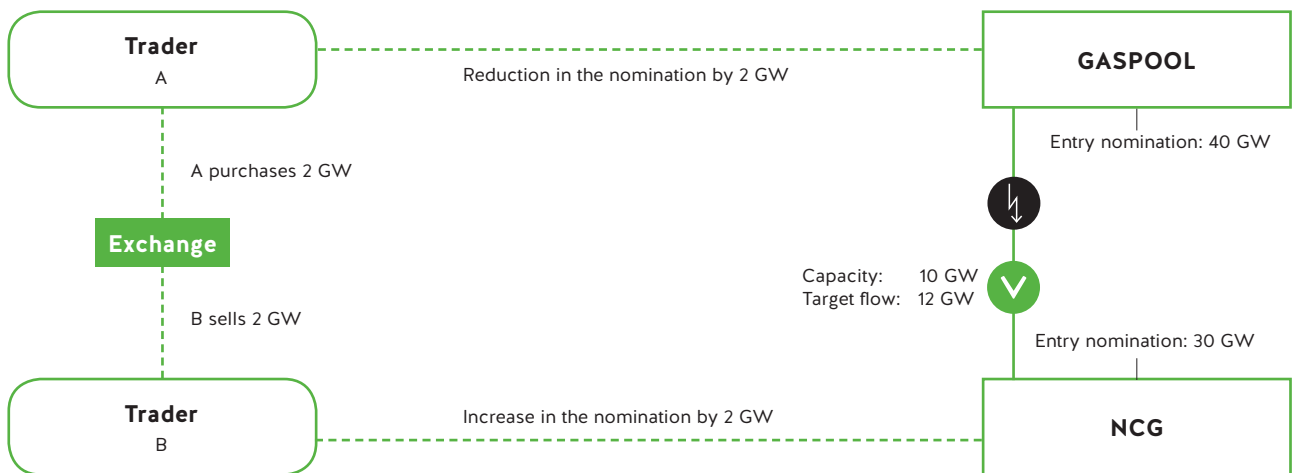 Trader
A
Reduction in the nomination by 2 GW
GASPOOL
Entry nomination: 40 GW
A purchases 2 GW
Exchange
Capacity: 10 GW
Target flow: 12 GW
B sells 2 GW
Entry nomination: 30 GW
Trader
B
Increase in the nomination by 2 GW
NCG